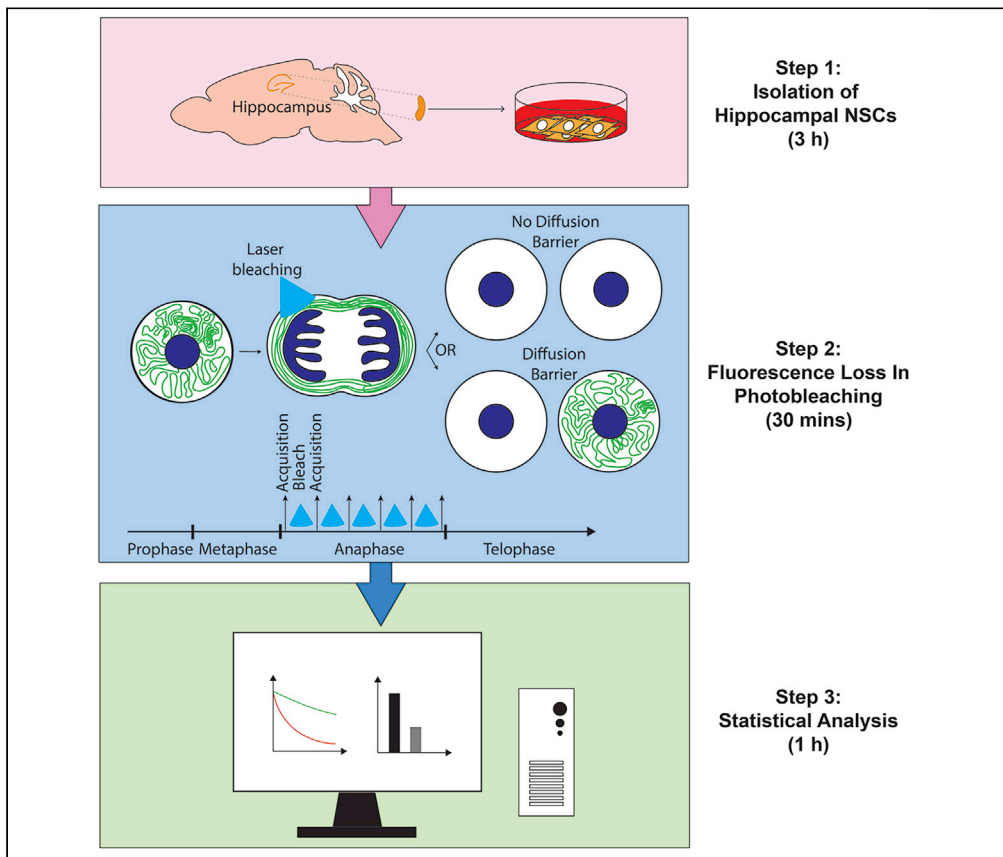 Hippocampus
Step 1:
Isolation of
Hippocampal NSCs
(3 h)
Laser
bleaching
No Diffusion
Barrier
OR
Diffusion
Barrier
Step 2:
Fluorescence Loss In
Photobleaching
(30 mins)
Acquisition
Bleach
Acquisition
Prophase
Metaphase
Anaphase
Telophase
Step 3:
Statistical Analysis
(1 h)